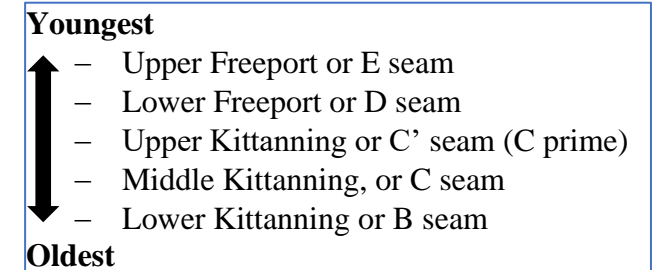 Youngest
– Upper Freeport or E seam
– Lower Freeport or D seam
– Upper Kittanning or C’ seam (C prime)
– Middle Kittanning, or C seam
– Lower Kittanning or B seam
Oldest